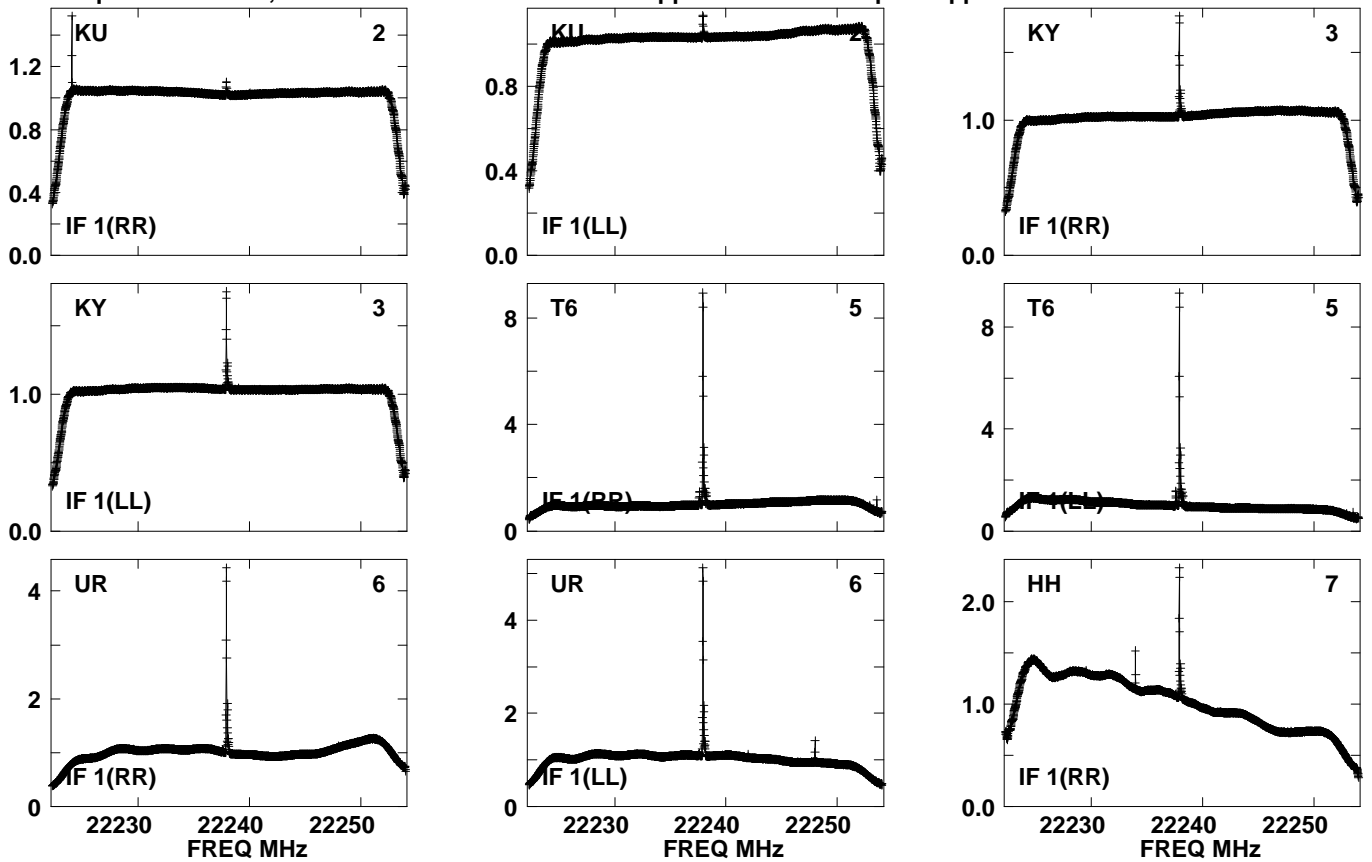 KU 2
1.2
0.8
0.4
0.0
IF 1(RR)
KU 2
0.8
0.4
0.0
IF 1(LL)
KY 3
1.0
0.0
IF 1(RR)
KY 3
1.0
0.0
IF 1(LL)
T6 5
8
4
0
IF 1(RR)
T6 5
8
4
0
IF 1(LL)
UR 6
4
2
0
IF 1(RR)
22230 22240 22250
FREQ MHz
UR 6
4
2
0
IF 1(LL)
22230 22240 22250
FREQ MHz
HH 7
2.0
1.0
0.0
IF 1(RR)
22230 22240 22250
FREQ MHz